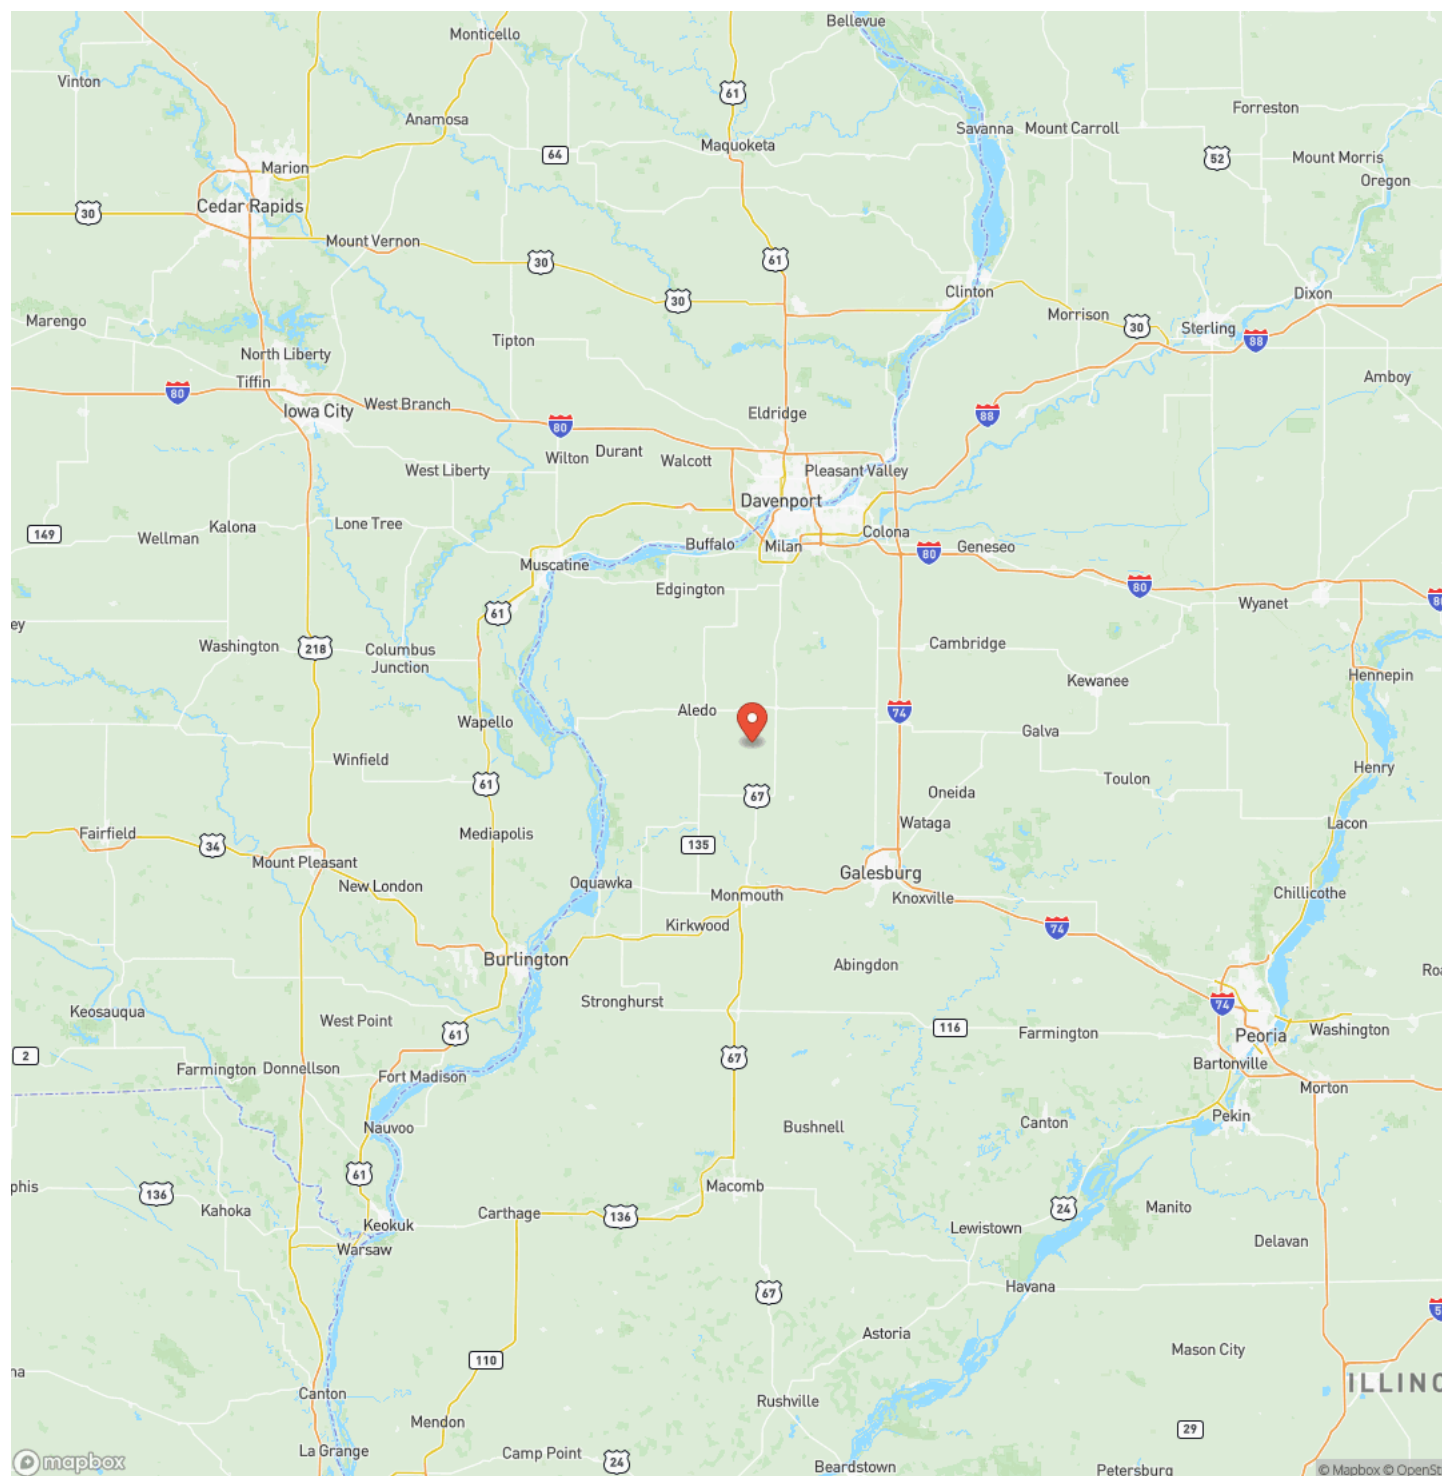 Bellevue
Monticello
Vinton
61
Forreston
Anamosa
Savanna
Mount Carroll
Maquoketa
64
52
Mount Morris
Marion
Oregon
Cedar Rapids
30
Mount Vernon
61
30
Clinton
Dixon
30
Marengo
Morrison
30
Sterling
88
Tipton
North Liberty
Tiffin
Amboy
80
West Branch
Iowa City
Eldridge
88
80
Durant
Wilton
Walcott
West Liberty
Pleasant Valley
Davenport
Lone Tree
Kalona
149
Wellman
Colona
Buffalo
Milan
Geneseo
80
Muscatine
Edgington
80
Wyanet
80
61
ey
Washington
218
Columbus
Junction
Cambridge
Hennepin
Kewanee
Aledo
74
Wapello
Galva
Winfield
Henry
Toulon
61
Oneida
67
Lacon
Wataga
Fairfield
34
Mediapolis
135
Mount Pleasant
Galesburg
New London
Oquawka
Chillicothe
Monmouth
Knoxville
Kirkwood
74
Burlington
Abingdon
Roa
Stronghurst
74
Keosauqua
West Point
61
116
Farmington
Washington
Peoria
2
67
Bartonville
Farmington
Donnellson
Fort Madison
Morton
Pekin
Canton
Nauvoo
Bushnell
61
phis
136
Macomb
Kahoka
Carthage
136
24
Manito
Keokuk
Lewistown
Warsaw
Delavan
Havana
67
5
Astoria
Mason City
110
ILLINO
Canton
Rushville
Mendon
29
La Grange
Camp Point
24
Beardstown
Petersburg
mapbox
© Mapbox © OpenSt